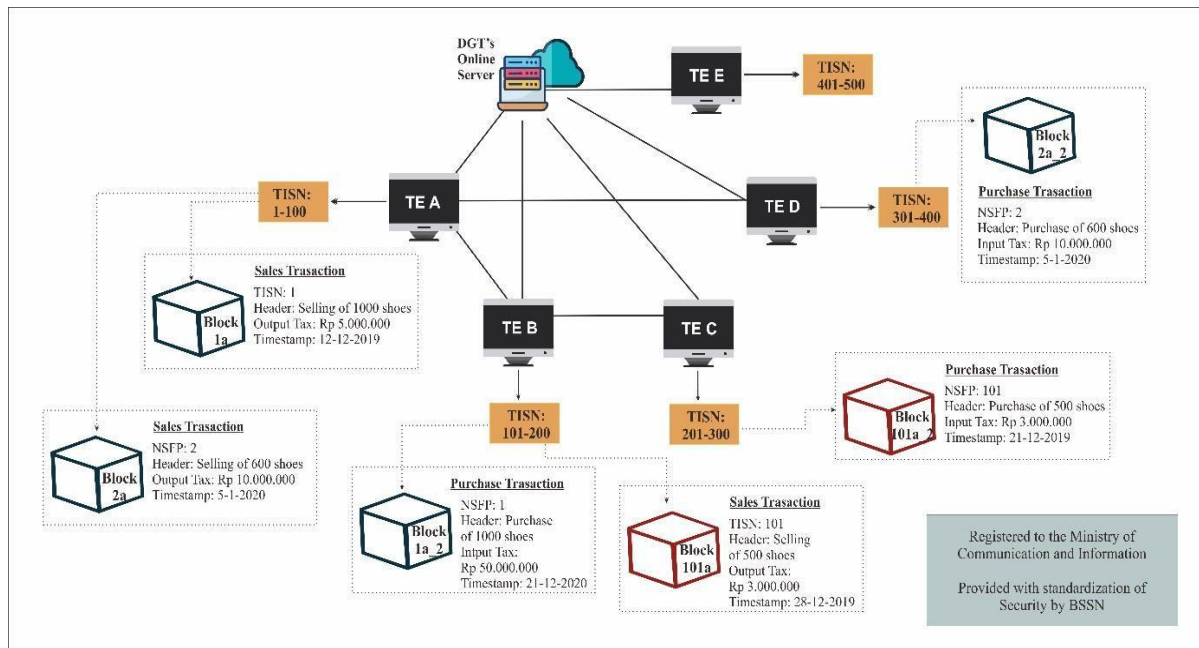 DGT's
Online
Server
TE E
TISN:
401-500
Block
2a_2
Purchase Trasaction
NSFP: 2
Header: Purchase of 600 shoes
Input Tax: Rp 10.000.000
Timestamp: 5-1-2020
TISN:
1-100
TE A
TE D
TISN:
301-400
Sales Trasaction
TISN: 1
Header: Selling of 1000 shoes
Output Tax: Rp 5.000.000
Timestamp: 12-12-2019
Block
1a
TE B
TE C
Purchase Trasaction
NSFP: 101
Header: Purchase of 500 shoes
Input Tax: Rp 3.000.000
Timestamp: 21-12-2019
Block
101a_2
TISN:
101-200
TISN:
201-300
Sales Trasaction
NSFP: 2
Header: Selling of 600 shoes
Output Tax: Rp 10.000.000
Timestamp: 5-1-2020
Block
2a
Purchase Trasaction
NSFP: 1
Header: Purchase
of 1000 shoes
Intput Tax:
Rp 50.000.000
Timestamp: 21-12-2020
Block
1a_2
Sales Trasaction
TISN: 101
Header: Selling
of 500 shoes
Output Tax:
Rp 3.000.000
Timestamp: 28-12-2019
Block
101a
Registered to the Ministry of
Communication and Information
Provided with standardization of
Security by BSSN